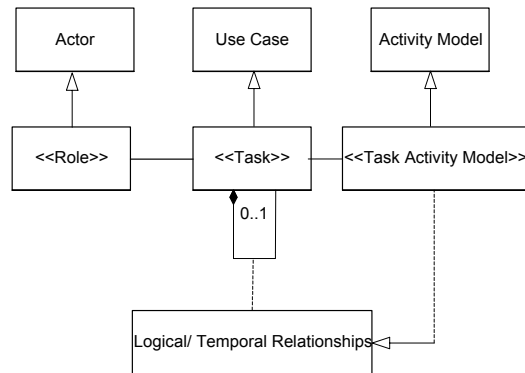 Actor
Use Case
Activity Model
<<Role>>
<<Task>>
<<Task Activity Model>>
0..1
Logical/ Temporal Relationships